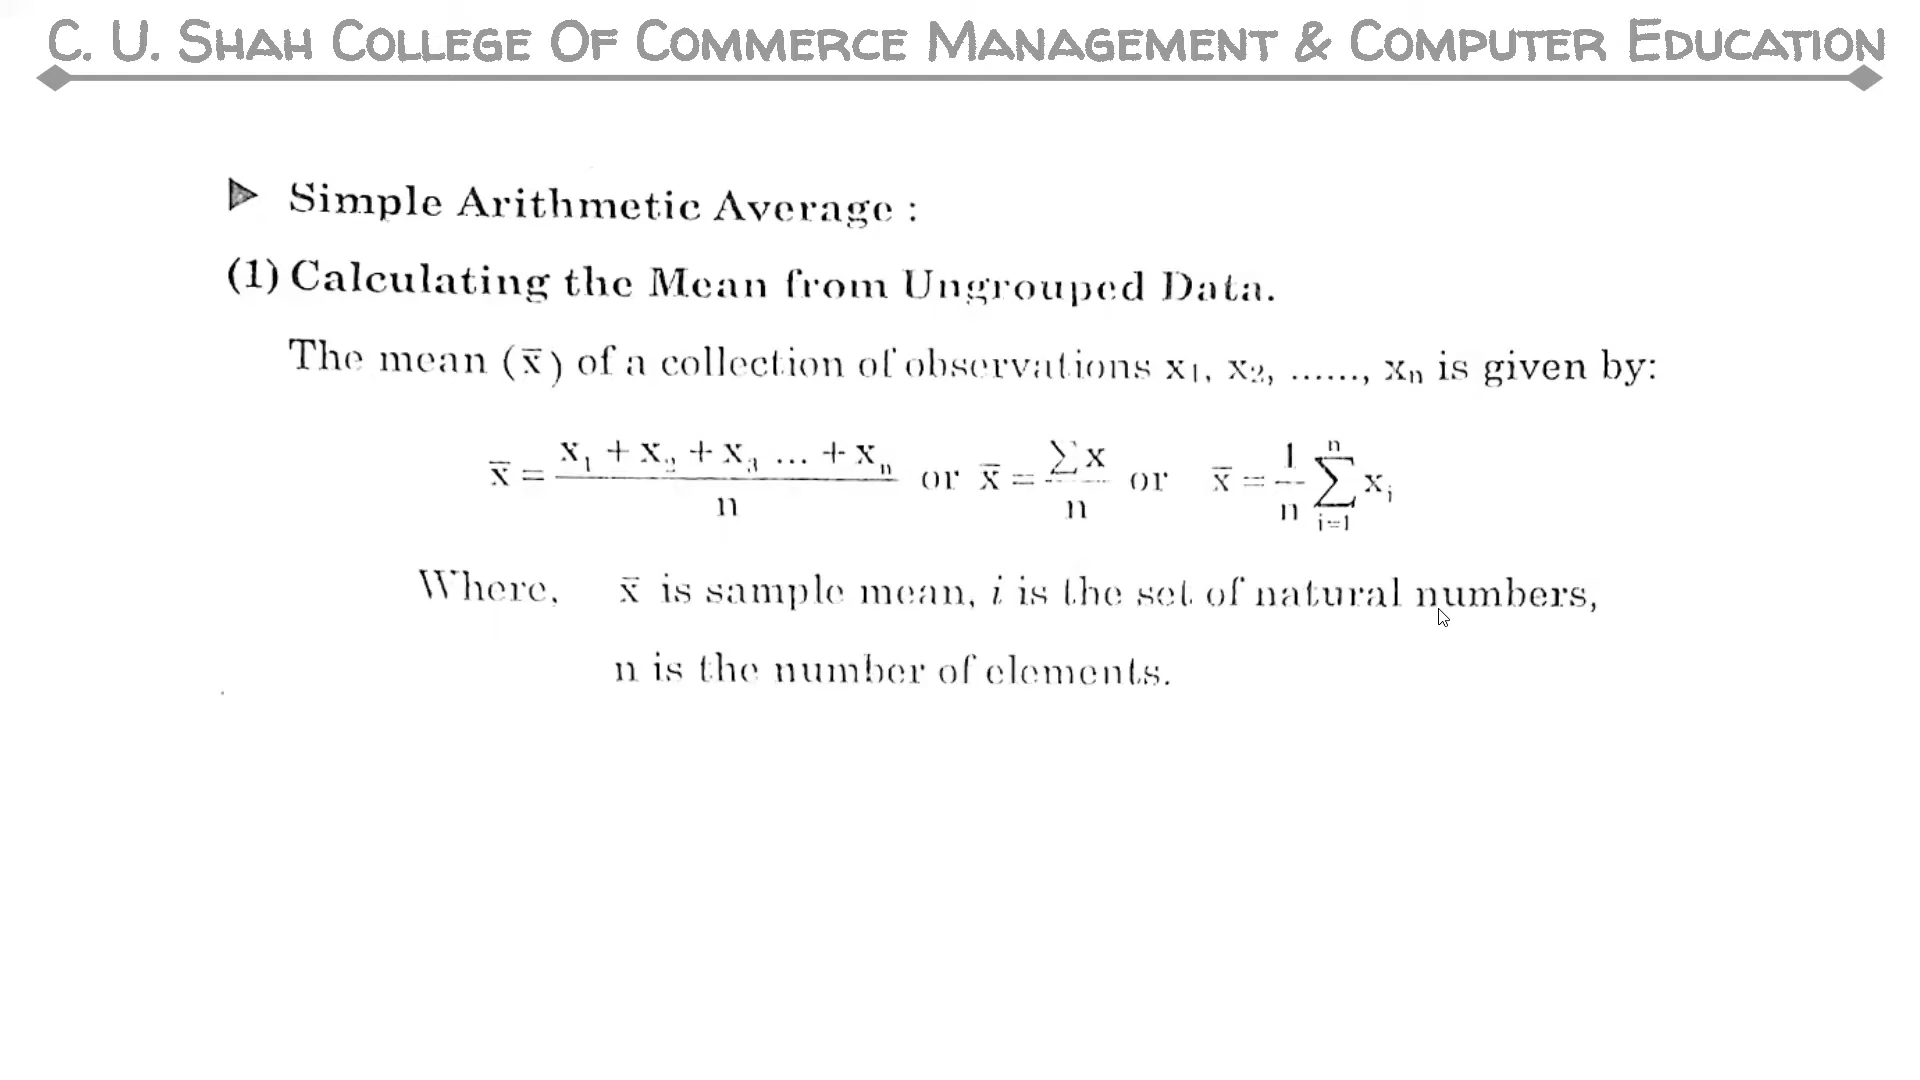 C. U. Shah College Of Commerce Management & Computer Education
Simple Arithmetic Average :
(1) Calculating the Mean from Ungrouped Data.
The mean (x̄) of a collection of observations x₁, x₂, ......, xₙ is given by:
x̄ = (x₁ + x₂ + x₃ ... + xₙ) / n or x̄ = ∑x / n or x̄ = 1/n ∑ⁿᵢ₌₁ xᵢ
Where, x̄ is sample mean, i is the set of natural numbers,
n is the number of elements.